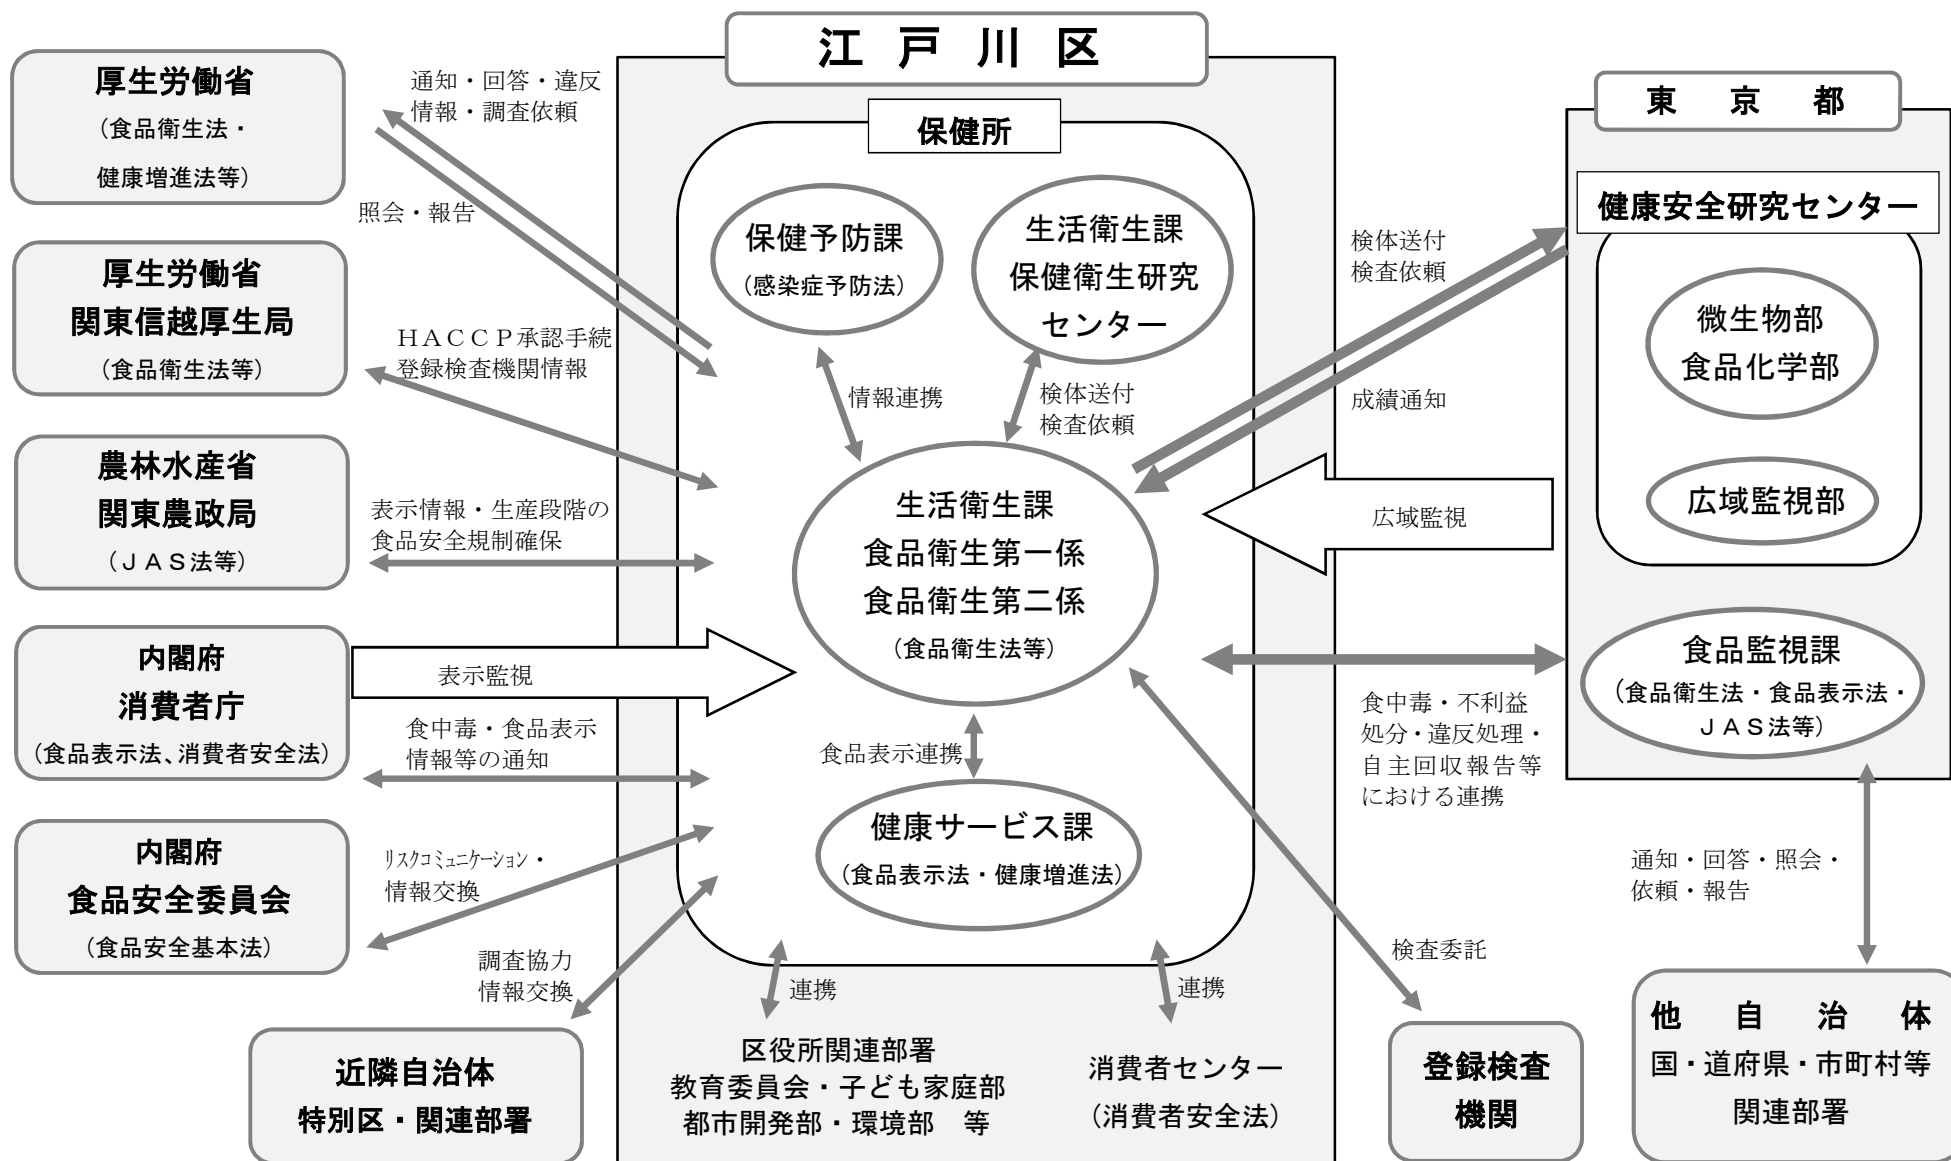 江戸川区
厚生労働省
（食品衛生法・
健康増進法等）
通知・回答・違反
情報・調査依頼
照会・報告
厚生労働省
関東信越厚生局
（食品衛生法等）
ＨＡＣＣＰ承認手続
登録検査機関情報
農林水産省
関東農政局
（ＪＡＳ法等）
表示情報・生産段階の
食品安全規制確保
内閣府
消費者庁
（食品表示法、消費者安全法）
表示監視
食中毒・食品表示
情報等の通知
内閣府
食品安全委員会
（食品安全基本法）
ﾘｽｸｺﾐｭﾆｹｰｼｮﾝ・
情報交換
調査協力
情報交換
近隣自治体
特別区・関連部署
保健所
保健予防課
（感染症予防法）
生活衛生課
保健衛生研究
センター
情報連携
検体送付
検査依頼
生活衛生課
食品衛生第一係
食品衛生第二係
（食品衛生法等）
食品表示連携
健康サービス課
（食品表示法・健康増進法）
連携
連携
区役所関連部署
教育委員会・子ども家庭部
都市開発部・環境部　等
消費者センター
（消費者安全法）
東京都
健康安全研究センター
検体送付
検査依頼
成績通知
微生物部
食品化学部
広域監視部
広域監視
食品監視課
（食品衛生法・食品表示法・
ＪＡＳ法等）
食中毒・不利益
処分・違反処理・
自主回収報告等
における連携
通知・回答・照会・
依頼・報告
検査委託
登録検査
機関
他自治体
国・道府県・市町村等
関連部署